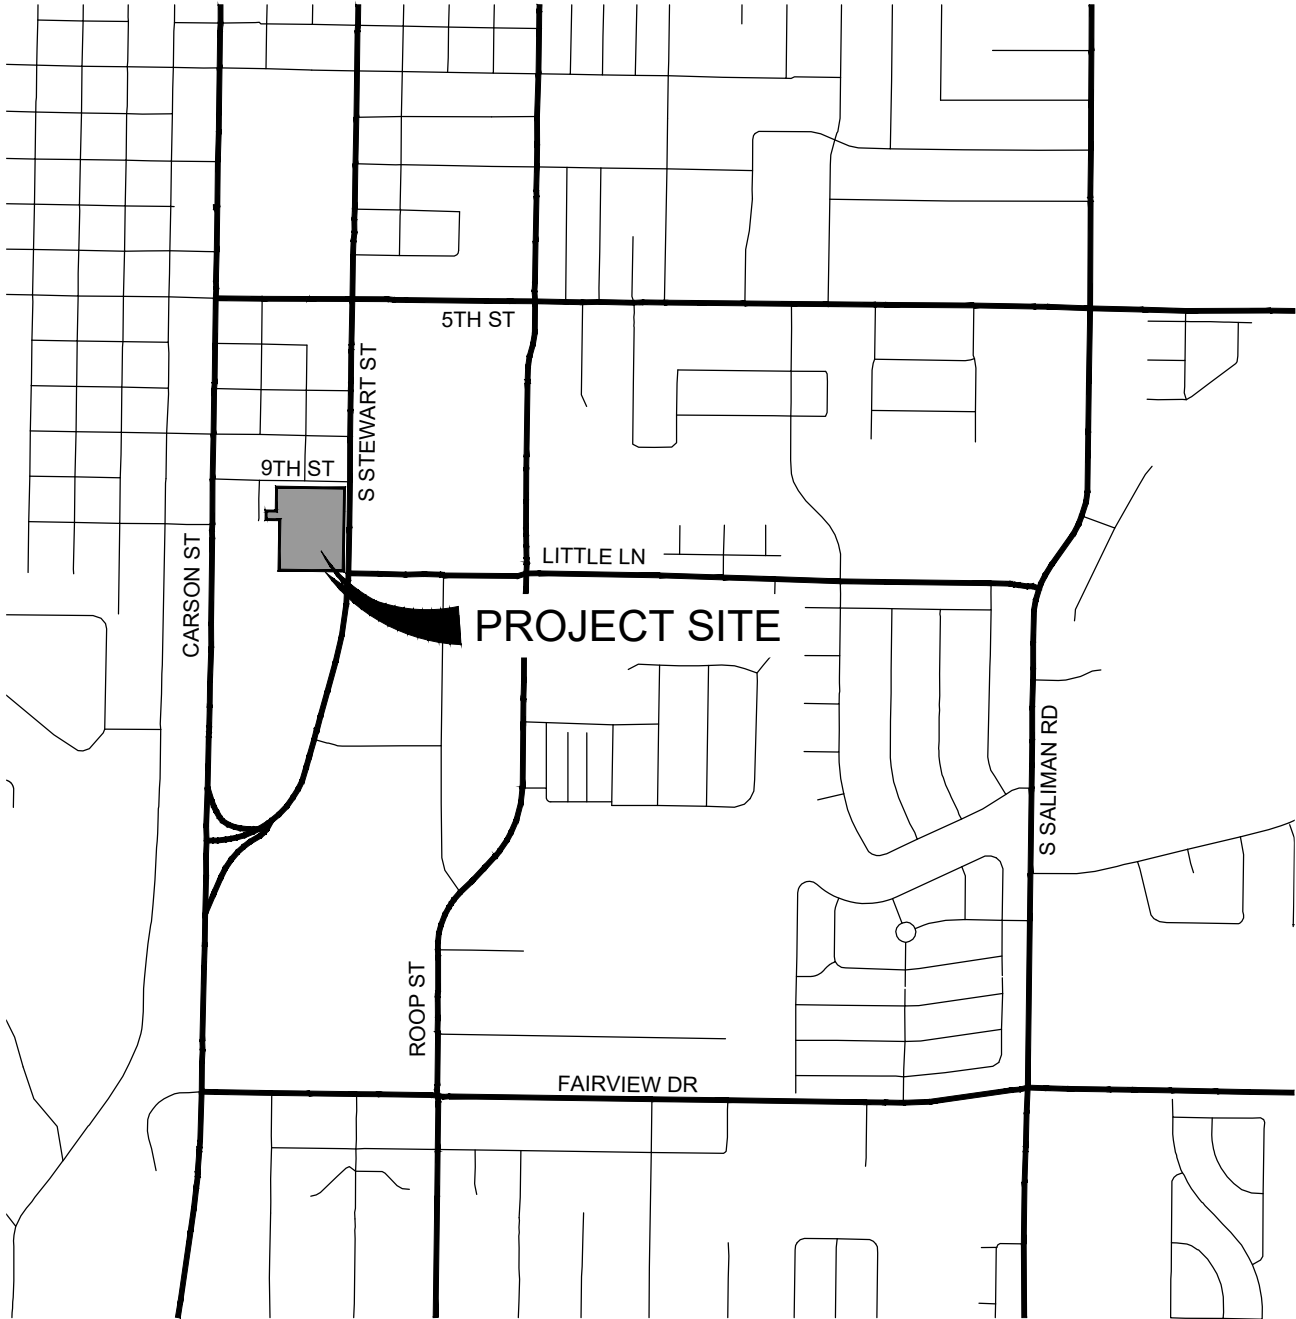 5TH ST
S STEWART ST
9TH ST
CARSON ST
LITTLE LN
PROJECT SITE
S SALIMAN RD
ROOP ST
FAIRVIEW DR